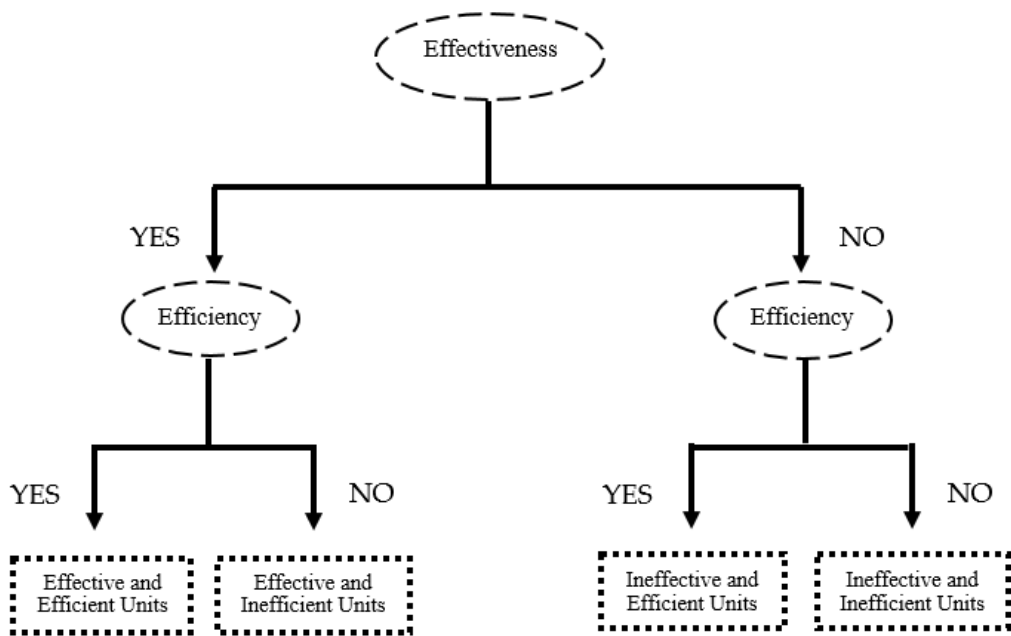 Effectiveness
YES
NO
Efficiency
Efficiency
YES
NO
YES
NO
Effective and
Efficient Units
Effective and
Inefficient Units
Ineffective and
Efficient Units
Ineffective and
Inefficient Units